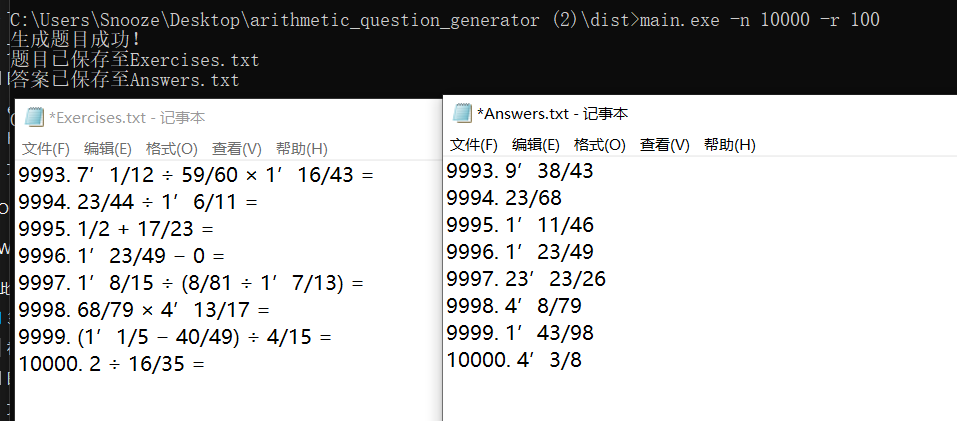 C:\Users\Snooze\Desktop\arithmetic_question_generator (2)\dist>main.exe -n 10000 -r 100
生成题目成功！
题目已保存至Exercises.txt
答案已保存至Answers.txt
*Exercises.txt - 记事本
文件(F) 编辑(E) 格式(O) 查看(V) 帮助(H)
9993. 7′1/12 ÷ 59/60 × 1′16/43 =
9994. 23/44 ÷ 1′6/11 =
9995. 1/2 + 17/23 =
9996. 1′23/49 − 0 =
9997. 1′8/15 ÷ (8/81 ÷ 1′7/13) =
9998. 68/79 × 4′13/17 =
9999. (1′1/5 − 40/49) ÷ 4/15 =
10000. 2 ÷ 16/35 =
*Answers.txt - 记事本
文件(F) 编辑(E) 格式(O) 查看(V) 帮助(H)
9993. 9′38/43
9994. 23/68
9995. 1′11/46
9996. 1′23/49
9997. 23′23/26
9998. 4′8/79
9999. 1′43/98
10000. 4′3/8